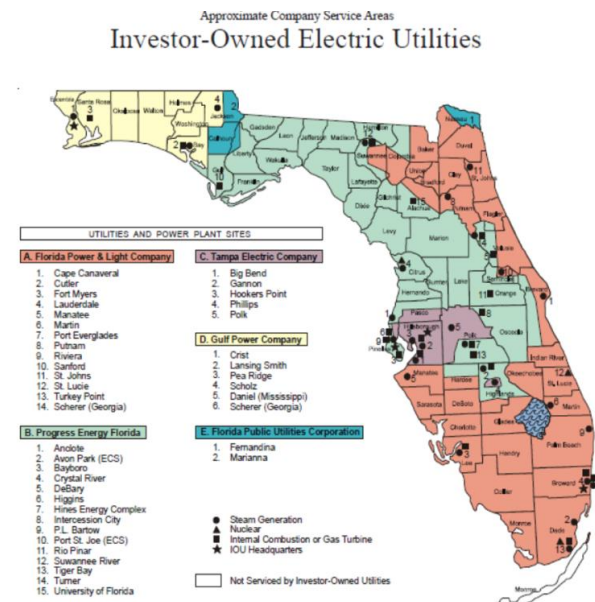 Approximate Company Service Areas
Investor-Owned Electric Utilities
Escambia
Santa Rosa
Okaloosa
Walton
Holmes
Washington
Jackson
Bay
Calhoun
Gulf
Liberty
Gadsden
Franklin
Leon
Wakulla
Jefferson
Madison
Taylor
Hamilton
Suwannee
Columbia
Lafayette
Dixie
Gilchrist
Alachua
Baker
Union
Bradford
Nassau
Duval
Clay
St. Johns
Putnam
Flagler
Levy
Marion
Volusia
Citrus
Sumter
Lake
Hernando
Seminole
Orange
Brevard
Pasco
Hillsborough
Pinellas
Polk
Osceola
Indian River
Manatee
Hardee
Highlands
Okeechobee
St. Lucie
Sarasota
DeSoto
Martin
Charlotte
Glades
Palm Beach
Lee
Hendry
Collier
Broward
Monroe
Dade
Monroe
UTILITIES AND POWER PLANT SITES
A. Florida Power & Light Company
1. Cape Canaveral
2. Cutler
3. Fort Myers
4. Lauderdale
5. Manatee
6. Martin
7. Port Everglades
8. Putnam
9. Riviera
10. Sanford
11. St. Johns
12. St. Lucie
13. Turkey Point
14. Scherer (Georgia)
B. Progress Energy Florida
1. Anclote
2. Avon Park (ECS)
3. Bayboro
4. Crystal River
5. DeBary
6. Higgins
7. Hines Energy Complex
8. Intercession City
9. P.L. Bartow
10. Port St. Joe (ECS)
11. Rio Pinar
12. Suwannee River
13. Tiger Bay
14. Turner
15. University of Florida
C. Tampa Electric Company
1. Big Bend
2. Gannon
3. Hookers Point
4. Phillips
5. Polk
D. Gulf Power Company
1. Crist
2. Lansing Smith
3. Pea Ridge
4. Scholz
5. Daniel (Mississippi)
6. Scherer (Georgia)
E. Florida Public Utilities Corporation
1. Fernandina
2. Marianna
Steam Generation
Nuclear
Internal Combustion or Gas Turbine
IOU Headquarters
Not Serviced by Investor-Owned Utilities